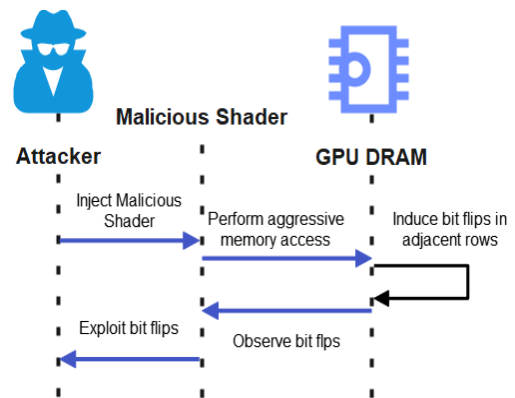 Malicious Shader
Attacker
GPU DRAM
Inject Malicious
Shader
Perform aggressive
memory access
Induce bit flips in
adjacent rows
Exploit bit flips
Observe bit flps